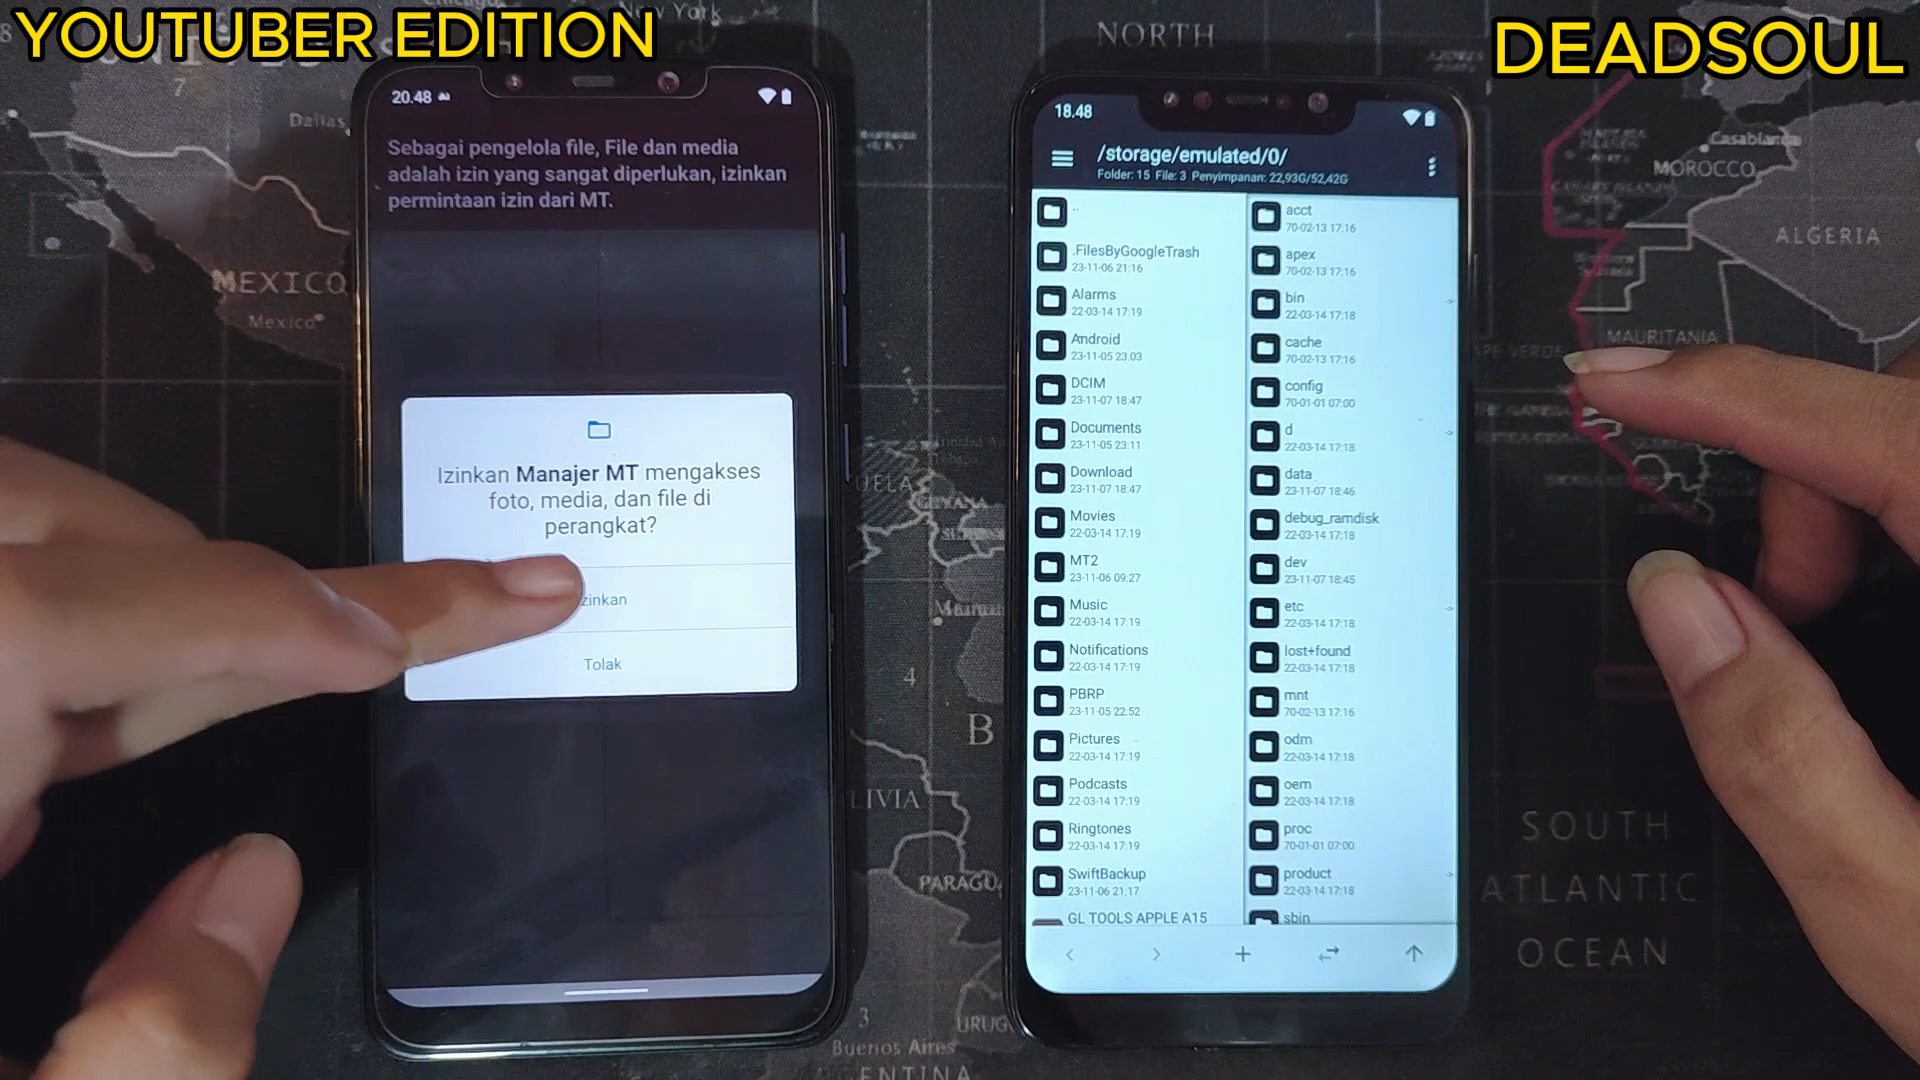 YOUTUBER EDITION
DEADSOUL
New York
NORTH
7
Dallas
MEXICO
Mexico
Casablanca
MOROCCO
ALGERIA
MAURITANIA
B
4
3
Buenos Aires
SOUTH
ATLANTIC
OCEAN
20.48
Sebagai pengelola file, File dan media
adalah izin yang sangat diperlukan, izinkan
permintaan izin dari MT.
Izinkan Manajer MT mengakses
foto, media, dan file di
perangkat?
zinkan
Tolak
18.48
/storage/emulated/0/
Folder: 15 File: 3 Penyimpanan: 22,93G/52,42G
..
.FilesByGoogleTrash
23-11-06 21:16
Alarms
22-03-14 17:19
Android
23-11-05 23.03
DCIM
23-11-07 18:47
Documents
23-11-05 23:11
Download
23-11-07 18:47
Movies
22-03-14 17:19
MT2
23-11-06 09:27
Music
22-03-14 17:19
Notifications
22-03-14 17:19
PBRP
23-11-05 22:52
Pictures
22-03-14 17:19
Podcasts
22-03-14 17:19
Ringtones
22-03-14 17:19
SwiftBackup
23-11-06 21:17
GL TOOLS APPLE A15
acct
70-02-13 17:16
apex
70-02-13 17:16
bin
22-03-14 17:18
cache
70-02-13 17:16
config
70-01-01 07:00
d
22-03-14 17:18
data
23-11-07 18:46
debug_ramdisk
22-03-14 17:18
dev
23-11-07 18:45
etc
22-03-14 17:18
lost+found
22-03-14 17:18
mnt
70-02-13 17:16
odm
22-03-14 17:18
oem
22-03-14 17:18
proc
70-01-01 07:00
product
22-03-14 17:18
sbin